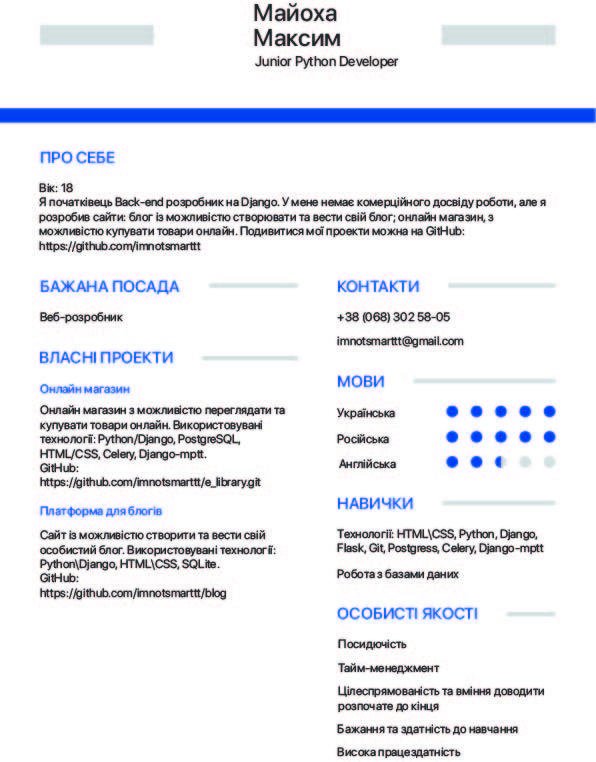 Майоха
Максим
Junior Python Developer
ПРО СЕБЕ
Вік: 18
Я початківець Back-end розробник на Django. У мене немає комерційного досвіду роботи, але я
розробив сайти: блог із можливістю створювати та вести свій блог; онлайн магазин, з
можливістю купувати товари онлайн. Подивитися мої проекти можна на GitHub:
https://github.com/imnotsmarttt
БАЖАНА ПОСАДА
Веб-розробник
ВЛАСНІ ПРОЕКТИ
Онлайн магазин
Онлайн магазин з можливістю переглядати та
купувати товари онлайн. Використовувані
технології: Python/Django, PostgreSQL,
HTML/CSS, Celery, Django-mptt.
GitHub:
https://github.com/imnotsmarttt/e_library.git
Платформа для блогів
Сайт із можливістю створити та вести свій
особистий блог. Використовувані технології:
Python\Django, HTML\CSS, SQLite.
GitHub:
https://github.com/imnotsmarttt/blog
КОНТАКТИ
+38 (068) 302 58-05
imnotsmarttt@gmail.com
МОВИ
Українська
Російська
Англійська
НАВИЧКИ
Технології: HTML\CSS, Python, Django,
Flask, Git, Postgress, Celery, Django-mptt
Робота з базами даних
ОСОБИСТІ ЯКОСТІ
Посидючість
Тайм-менеджмент
Цілеспрямованість та вміння доводити
розпочате до кінця
Бажання та здатність до навчання
Висока працездатність